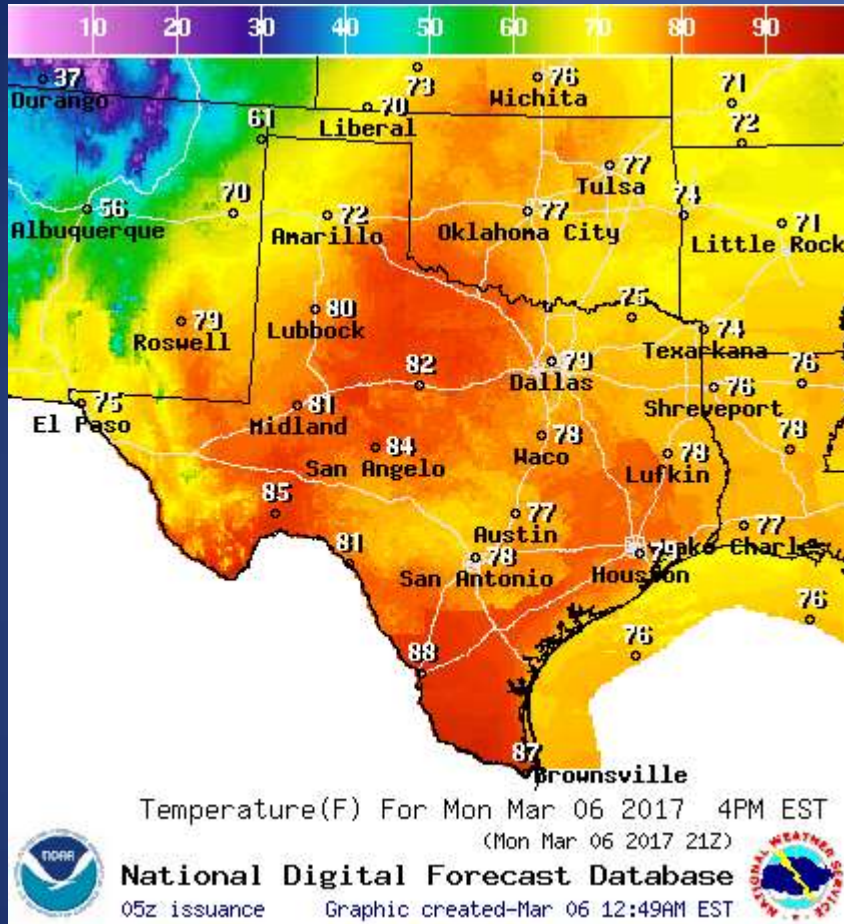 10 20 30 40 50 60 70 80 90
37
Durango
73
76
Wichita
70
Liberal
71
72
61
77
Tulsa
56
Albuquerque
70
72
Amarillo
77
Oklahoma City
74
71
Little Rock
79
Roswell
80
Lubbock
75
74
Texarkana
82
79
Dallas
76
Shreveport
76
75
El Paso
81
Midland
84
San Angelo
78
Waco
78
Lufkin
78
85
77
Austin
77
Lake Charles
81
78
San Antonio
79
Houston
76
76
88
87
Brownsville
Temperature(F) For Mon Mar 06 2017 4PM EST
(Mon Mar 06 2017 21Z)
NOAA
National Digital Forecast Database
05z issuance Graphic created-Mar 06 12:49AM EST
NATIONAL WEATHER SERVICE